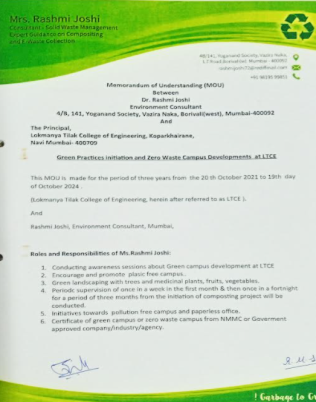 Mrs. Rashmi Joshi
Consultant - Solid Waste Management
Expert Guidance on Composting
and E-Waste Collection
4B/141, Yoganand Society, Vazira Naka,
L T Road Borivali(w) Mumbai - 400092
Memorandum of Understanding (MOU)
Between
Dr. Rashmi Joshi
Environment Consultant
4/B, 141, Yoganand Society, Vazira Naka, Borivali(west), Mumbai-400092
And
The Principal,
Lokmanya Tilak College of Engineering, Koparkhairane,
Navi Mumbai- 400709
Green Practices Initiation and Zero Waste Campus Developments at LTCE
This MOU is made for the period of three years from the 20 th October 2021 to 19th day
of October 2024.
(Lokmanya Tilak College of Engineering, herein after referred to as LTCE ).
And
Rashmi Joshi, Environment Consultant, Mumbai,
Roles and Responsibilities of Ms.Rashmi Joshi:
1. Conducting awareness sessions about Green campus development at LTCE
2. Encourage and promote plasic free campus.
3. Green landscaping with trees and medicinal plants, fruits, vegetables.
4. Periodic supervision of once in a week in the first month & then once in a fortnight
for a period of three months from the initiation of composting project will be
conducted.
5. Initiatives towards pollution free campus and paperless office.
6. Certificate of green campus or zero waste campus from NMMC or Goverment
approved company/industry/agency.
! Garbage to G